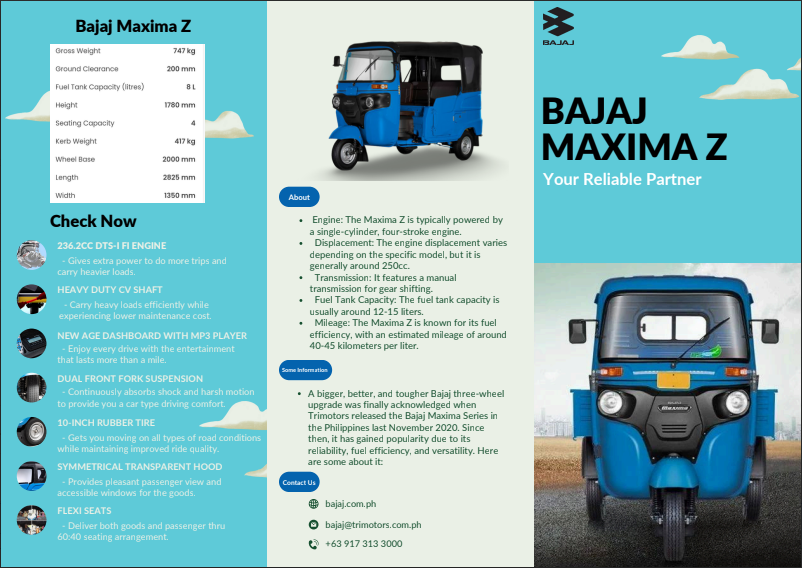 Bajaj Maxima Z
Gross Weight 747 kg
Ground Clearance 200 mm
Fuel Tank Capacity (litres) 8 L
Height 1780 mm
Seating Capacity 4
Kerb Weight 417 kg
Wheel Base 2000 mm
Length 2825 mm
Width 1350 mm
Check Now
236.2CC DTS-I FI ENGINE
- Gives extra power to do more trips and
carry heavier loads.
HEAVY DUTY CV SHAFT
- Carry heavy loads efficiently while
experiencing lower maintenance cost.
NEW AGE DASHBOARD WITH MP3 PLAYER
- Enjoy every drive with the entertainment
that lasts more than a mile.
DUAL FRONT FORK SUSPENSION
- Continuously absorbs shock and harsh motion
to provide you a car type driving comfort.
10-INCH RUBBER TIRE
- Gets you moving on all types of road conditions
while maintaining improved ride quality.
SYMMETRICAL TRANSPARENT HOOD
- Provides pleasant passenger view and
accessible windows for the goods.
FLEXI SEATS
- Deliver both goods and passenger thru
60:40 seating arrangement.
About
• Engine: The Maxima Z is typically powered by
a single-cylinder, four-stroke engine.
• Displacement: The engine displacement varies
depending on the specific model, but it is
generally around 250cc.
• Transmission: It features a manual
transmission for gear shifting.
• Fuel Tank Capacity: The fuel tank capacity is
usually around 12-15 liters.
• Mileage: The Maxima Z is known for its fuel
efficiency, with an estimated mileage of around
40-45 kilometers per liter.
Some Information
• A bigger, better, and tougher Bajaj three-wheel
upgrade was finally acknowledged when
Trimotors released the Bajaj Maxima Series in
the Philippines last November 2020. Since
then, it has gained popularity due to its
reliability, fuel efficiency, and versatility. Here
are some about it:
Contact Us
bajaj.com.ph
bajaj@trimotors.com.ph
+63 917 313 3000
BAJAJ
BAJAJ
MAXIMA Z
Your Reliable Partner
Maxima